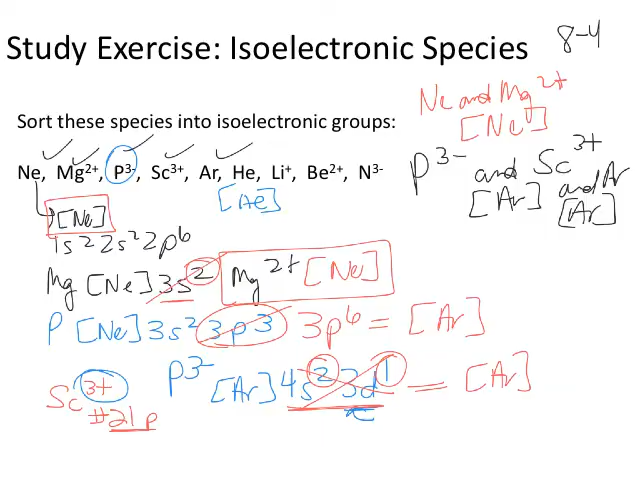 Study Exercise: Isoelectronic Species
8-4
Sort these species into isoelectronic groups:
Ne and Mg²⁺
[Ne]
Ne, Mg²⁺, P³⁻, Sc³⁺, Ar, He, Li⁺, Be²⁺, N³⁻
P³⁻ and Sc³⁺
and Ar
[Ar] [Ar]
[Ne]
1s² 2s² 2p⁶
Mg [Ne] 3s² Mg²⁺ [Ne]
P [Ne] 3s² 3p³ 3p⁶ = [Ar]
P³⁻
Sc³⁺ [Ar] 4s² 3d¹ = [Ar]
#21 p